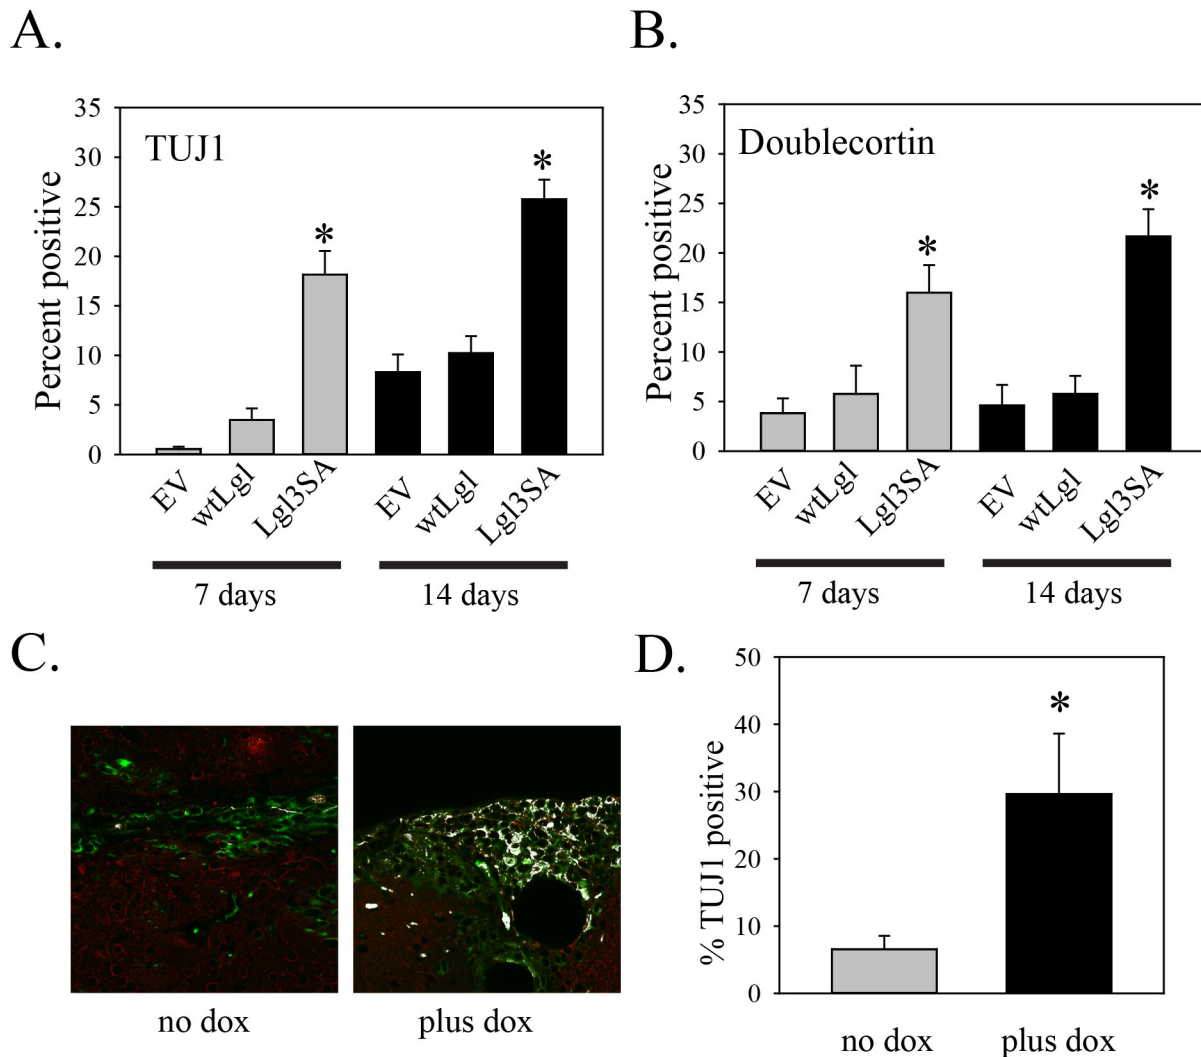 A.
TUJ1
Percent positive
35
30
25
20
15
10
5
0
EV
wtLgl
Lgl3SA
EV
wtLgl
Lgl3SA
*
*
7 days
14 days
B.
Doublecortin
Percent positive
35
30
25
20
15
10
5
0
EV
wtLgl
Lgl3SA
EV
wtLgl
Lgl3SA
*
*
7 days
14 days
C.
no dox
plus dox
D.
% TUJ1 positive
50
40
30
20
10
0
*
no dox
plus dox